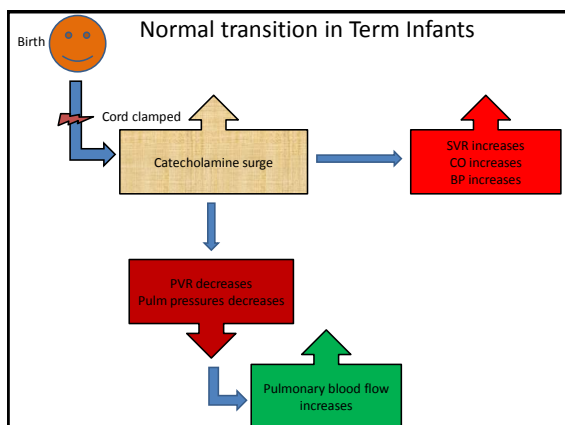 Normal transition in Term Infants
Birth
Cord clamped
Catecholamine surge
SVR increases
CO increases
BP increases
PVR decreases
Pulm pressures decreases
Pulmonary blood flow
increases